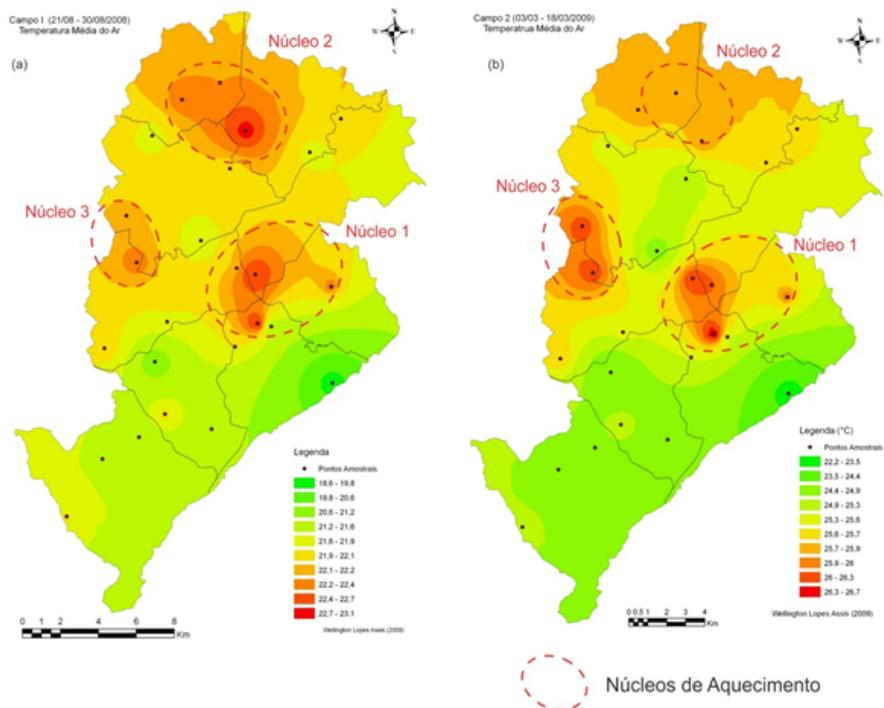 Campo I (21/08 - 30/08/2008)
Temperatura Média do Ar
(a)
N
W
E
S
Núcleo 2
Núcleo 3
Núcleo 1
Legenda
Pontos Amostrais
18,6 - 19,8
19,8 - 20,6
20,6 - 21,2
21,2 - 21,6
21,6 - 21,9
21,9 - 22,1
22,1 - 22,2
22,2 - 22,4
22,4 - 22,7
22,7 - 23,1
0 1 2 4 6 8
Km
Wellington Lopes Assis (2009)
Campo 2 (03/03 - 18/03/2009)
Temperatrua Média do Ar
(b)
N
W
E
S
Núcleo 2
Núcleo 3
Núcleo 1
Legenda (°C)
Pontos Amostrais
22,2 - 23,5
23,5 - 24,4
24,4 - 24,9
24,9 - 25,3
25,3 - 25,6
25,6 - 25,7
25,7 - 25,9
25,9 - 26
26 - 26,3
26,3 - 26,7
0 0,5 1 2 3 4
Km
Wellington Lopes Assis (2009)
Núcleos de Aquecimento